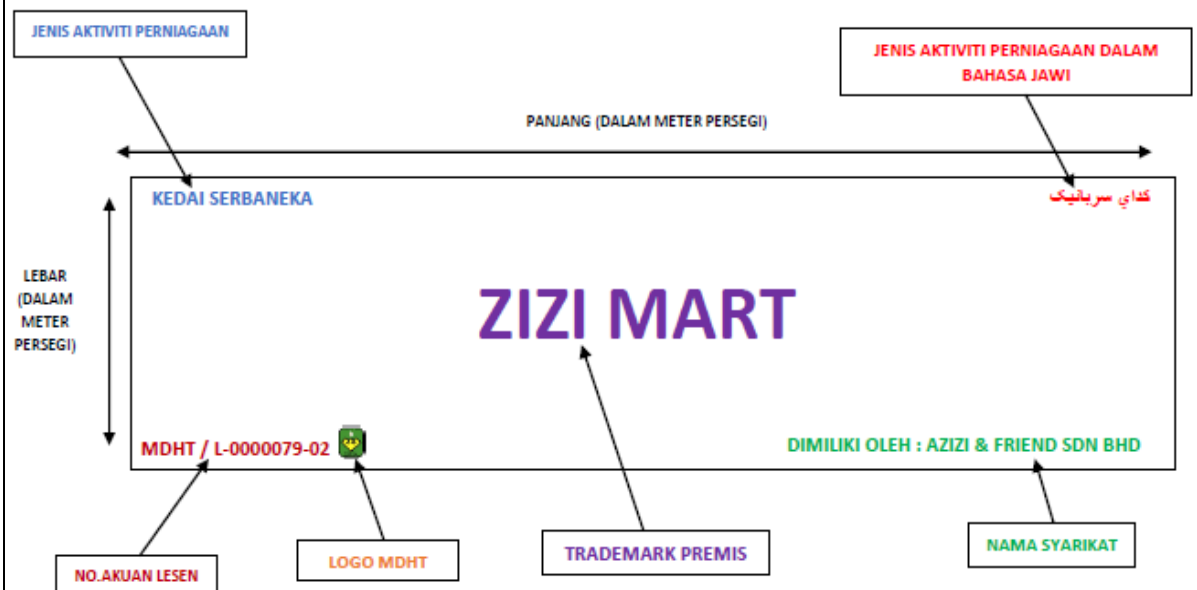 JENIS AKTIVITI PERNIAGAAN
JENIS AKTIVITI PERNIAGAAN DALAM
BAHASA JAWI
PANJANG (DALAM METER PERSEGI)
KEDAI SERBANEKA
كداي سربانيک
LEBAR
(DALAM
METER
PERSEGI)
ZIZI MART
MDHT / L-0000079-02
DIMILIKI OLEH : AZIZI & FRIEND SDN BHD
NO.AKUAN LESEN
LOGO MDHT
TRADEMARK PREMIS
NAMA SYARIKAT